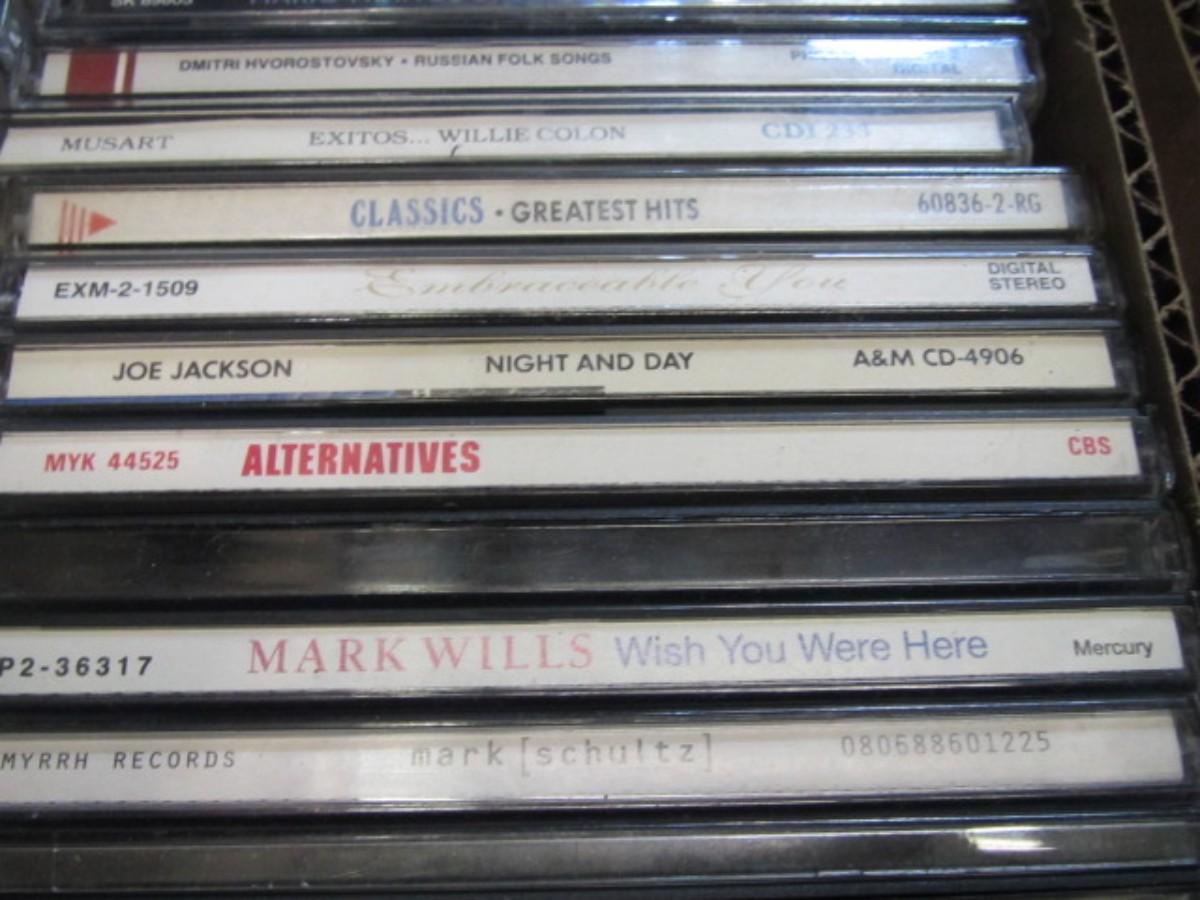 DMITRI HVOROSTOVSKY • RUSSIAN FOLK SONGS DIGITAL
MUSART EXITOS... WILLIE COLON CDI 233
CLASSICS • GREATEST HITS 60836-2-RG
EXM-2-1509 Embraceable You DIGITAL STEREO
JOE JACKSON NIGHT AND DAY A&M CD-4906
MYK 44525 ALTERNATIVES CBS
P2-36317 MARK WILLS Wish You Were Here Mercury
MYRRH RECORDS mark [schultz] 080688601225